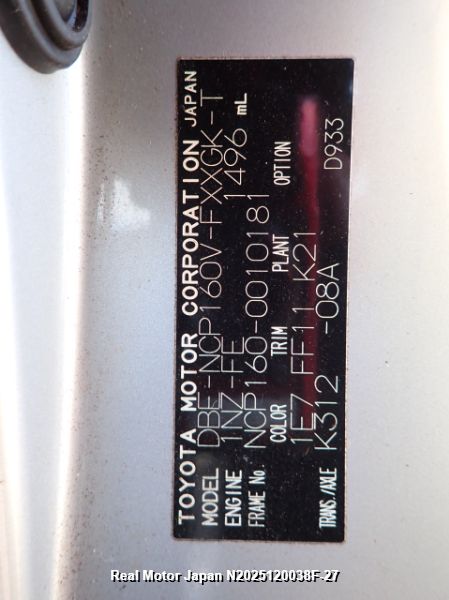 TOYOTA MOTOR CORPORATION JAPAN
MODEL DBE-NCP160V-FXXGK-T
ENGINE 1NZ-FE 1496 mL
FRAME No. NCP160-0010181
COLOR TRIM PLANT OPTION
1E7 FF11 K21
TRANS./AXLE K312 -08A D933
Real Motor Japan N2025120038F-27